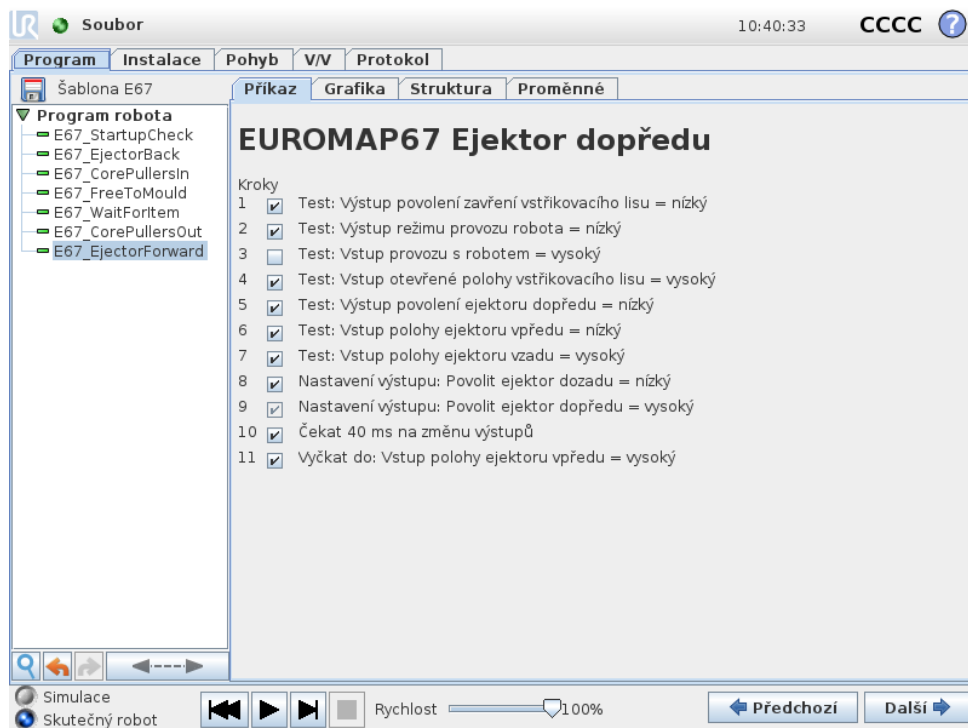 UR Soubor 10:40:33 CCCC ?
Program Instalace Pohyb V/V Protokol
Šablona E67
Příkaz Grafika Struktura Proměnné
Program robota
E67_StartupCheck
E67_EjectorBack
E67_CorePullersIn
E67_FreeToMould
E67_WaitForItem
E67_CorePullersOut
E67_EjectorForward
EUROMAP67 Ejektor dopředu
Kroky
1 Test: Výstup povolení zavření vstřikovacího lisu = nízký
2 Test: Výstup režimu provozu robota = nízký
3 Test: Vstup provozu s robotem = vysoký
4 Test: Vstup otevřené polohy vstřikovacího lisu = vysoký
5 Test: Výstup povolení ejektoru dopředu = nízký
6 Test: Vstup polohy ejektoru vpředu = nízký
7 Test: Vstup polohy ejektoru vzadu = vysoký
8 Nastavení výstupu: Povolit ejektor dozadu = nízký
9 Nastavení výstupu: Povolit ejektor dopředu = vysoký
10 Čekat 40 ms na změnu výstupů
11 Vyčkat do: Vstup polohy ejektoru vpředu = vysoký
Simulace
Skutečný robot
Rychlost 100%
Předchozí Další